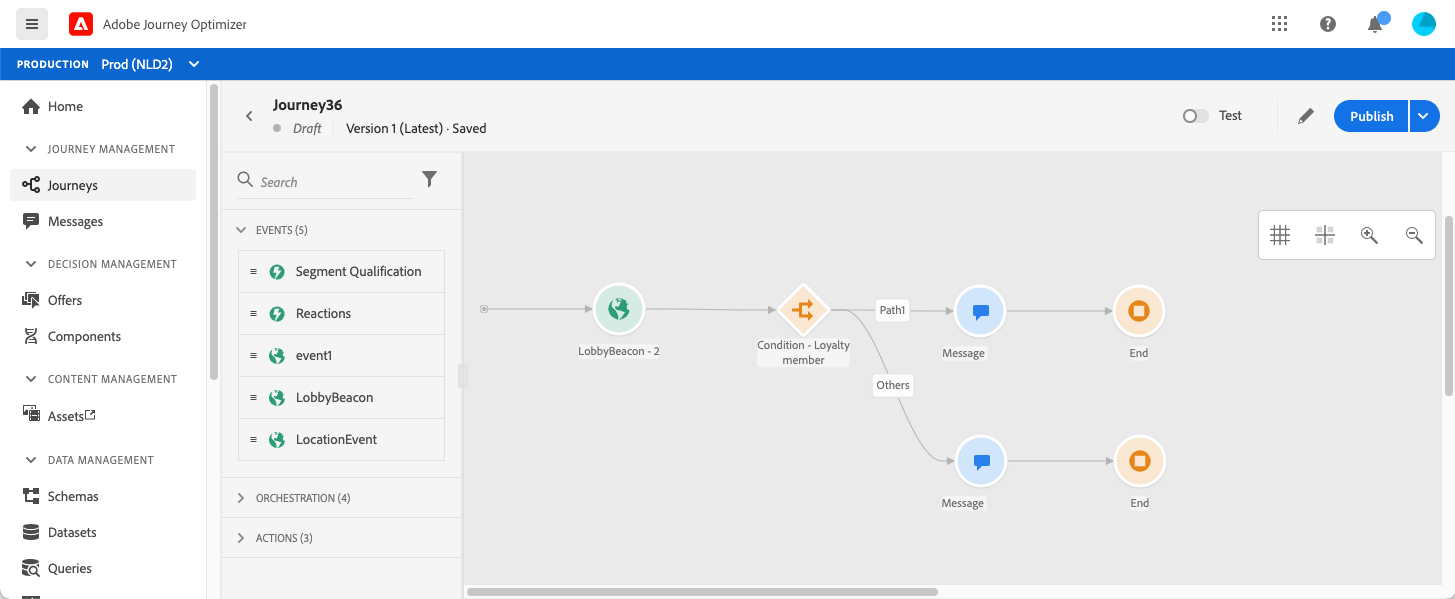 Adobe Journey Optimizer
PRODUCTION Prod (NLD2)
Home
JOURNEY MANAGEMENT
Journeys
Messages
DECISION MANAGEMENT
Offers
Components
CONTENT MANAGEMENT
Assets
DATA MANAGEMENT
Schemas
Datasets
Queries
Journey36
Draft Version 1 (Latest) · Saved
Test
Publish
Search
EVENTS (5)
Segment Qualification
Reactions
event1
LobbyBeacon
LocationEvent
ORCHESTRATION (4)
ACTIONS (3)
LobbyBeacon - 2
Condition - Loyalty
member
Path1
Message
End
Others
Message
End